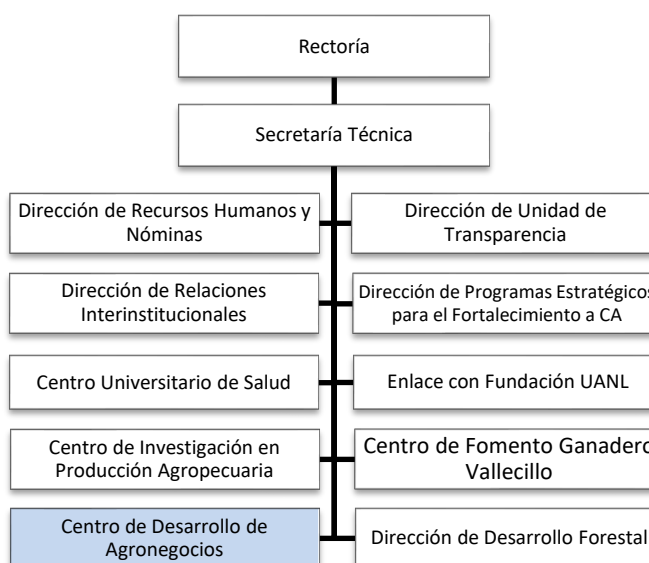 Rectoría
Secretaría Técnica
Dirección de Recursos Humanos y
Nóminas
Dirección de Unidad de
Transparencia
Dirección de Relaciones
Interinstitucionales
Dirección de Programas Estratégicos
para el Fortalecimiento a CA
Centro Universitario de Salud
Enlace con Fundación UANL
Centro de Investigación en
Producción Agropecuaria
Centro de Fomento Ganadero
Vallecillo
Centro de Desarrollo de
Agronegocios
Dirección de Desarrollo Forestal